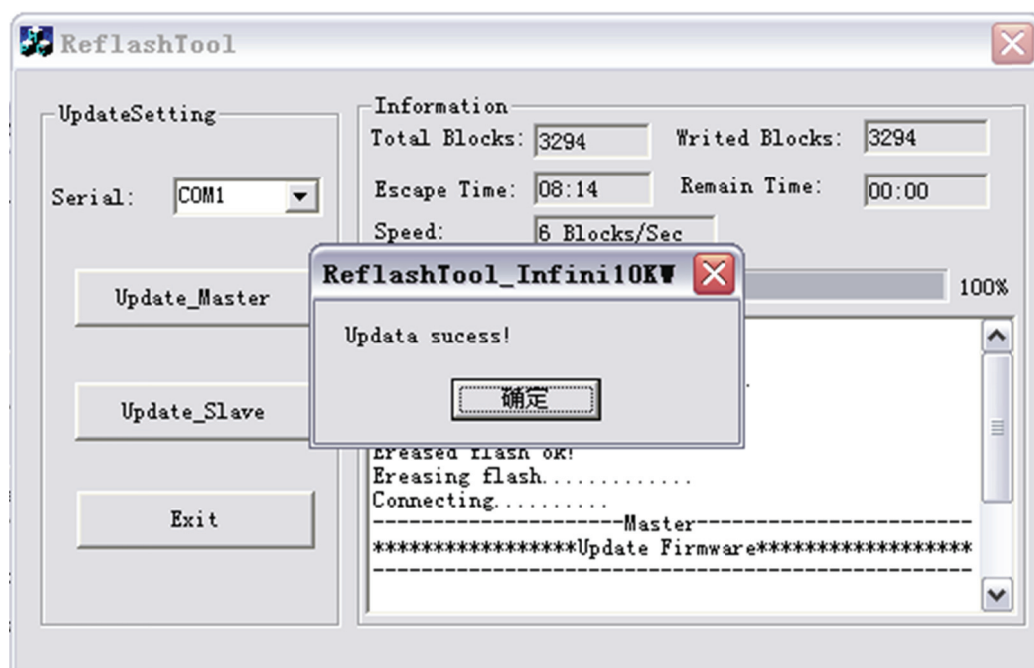 ReflashTool
UpdateSetting
Serial: COM1
Update_Master
Update_Slave
Exit
Information
Total Blocks: 3294 Writed Blocks: 3294
Escape Time: 08:14 Remain Time: 00:00
Speed: 6 Blocks/Sec
100%
ReflashTool_Infini10KW
Updata sucess!
确定
Ereased flash ok!
Ereasing flash.............
Connecting..........
--------------------Master----------------------
*****************Update Firmware******************